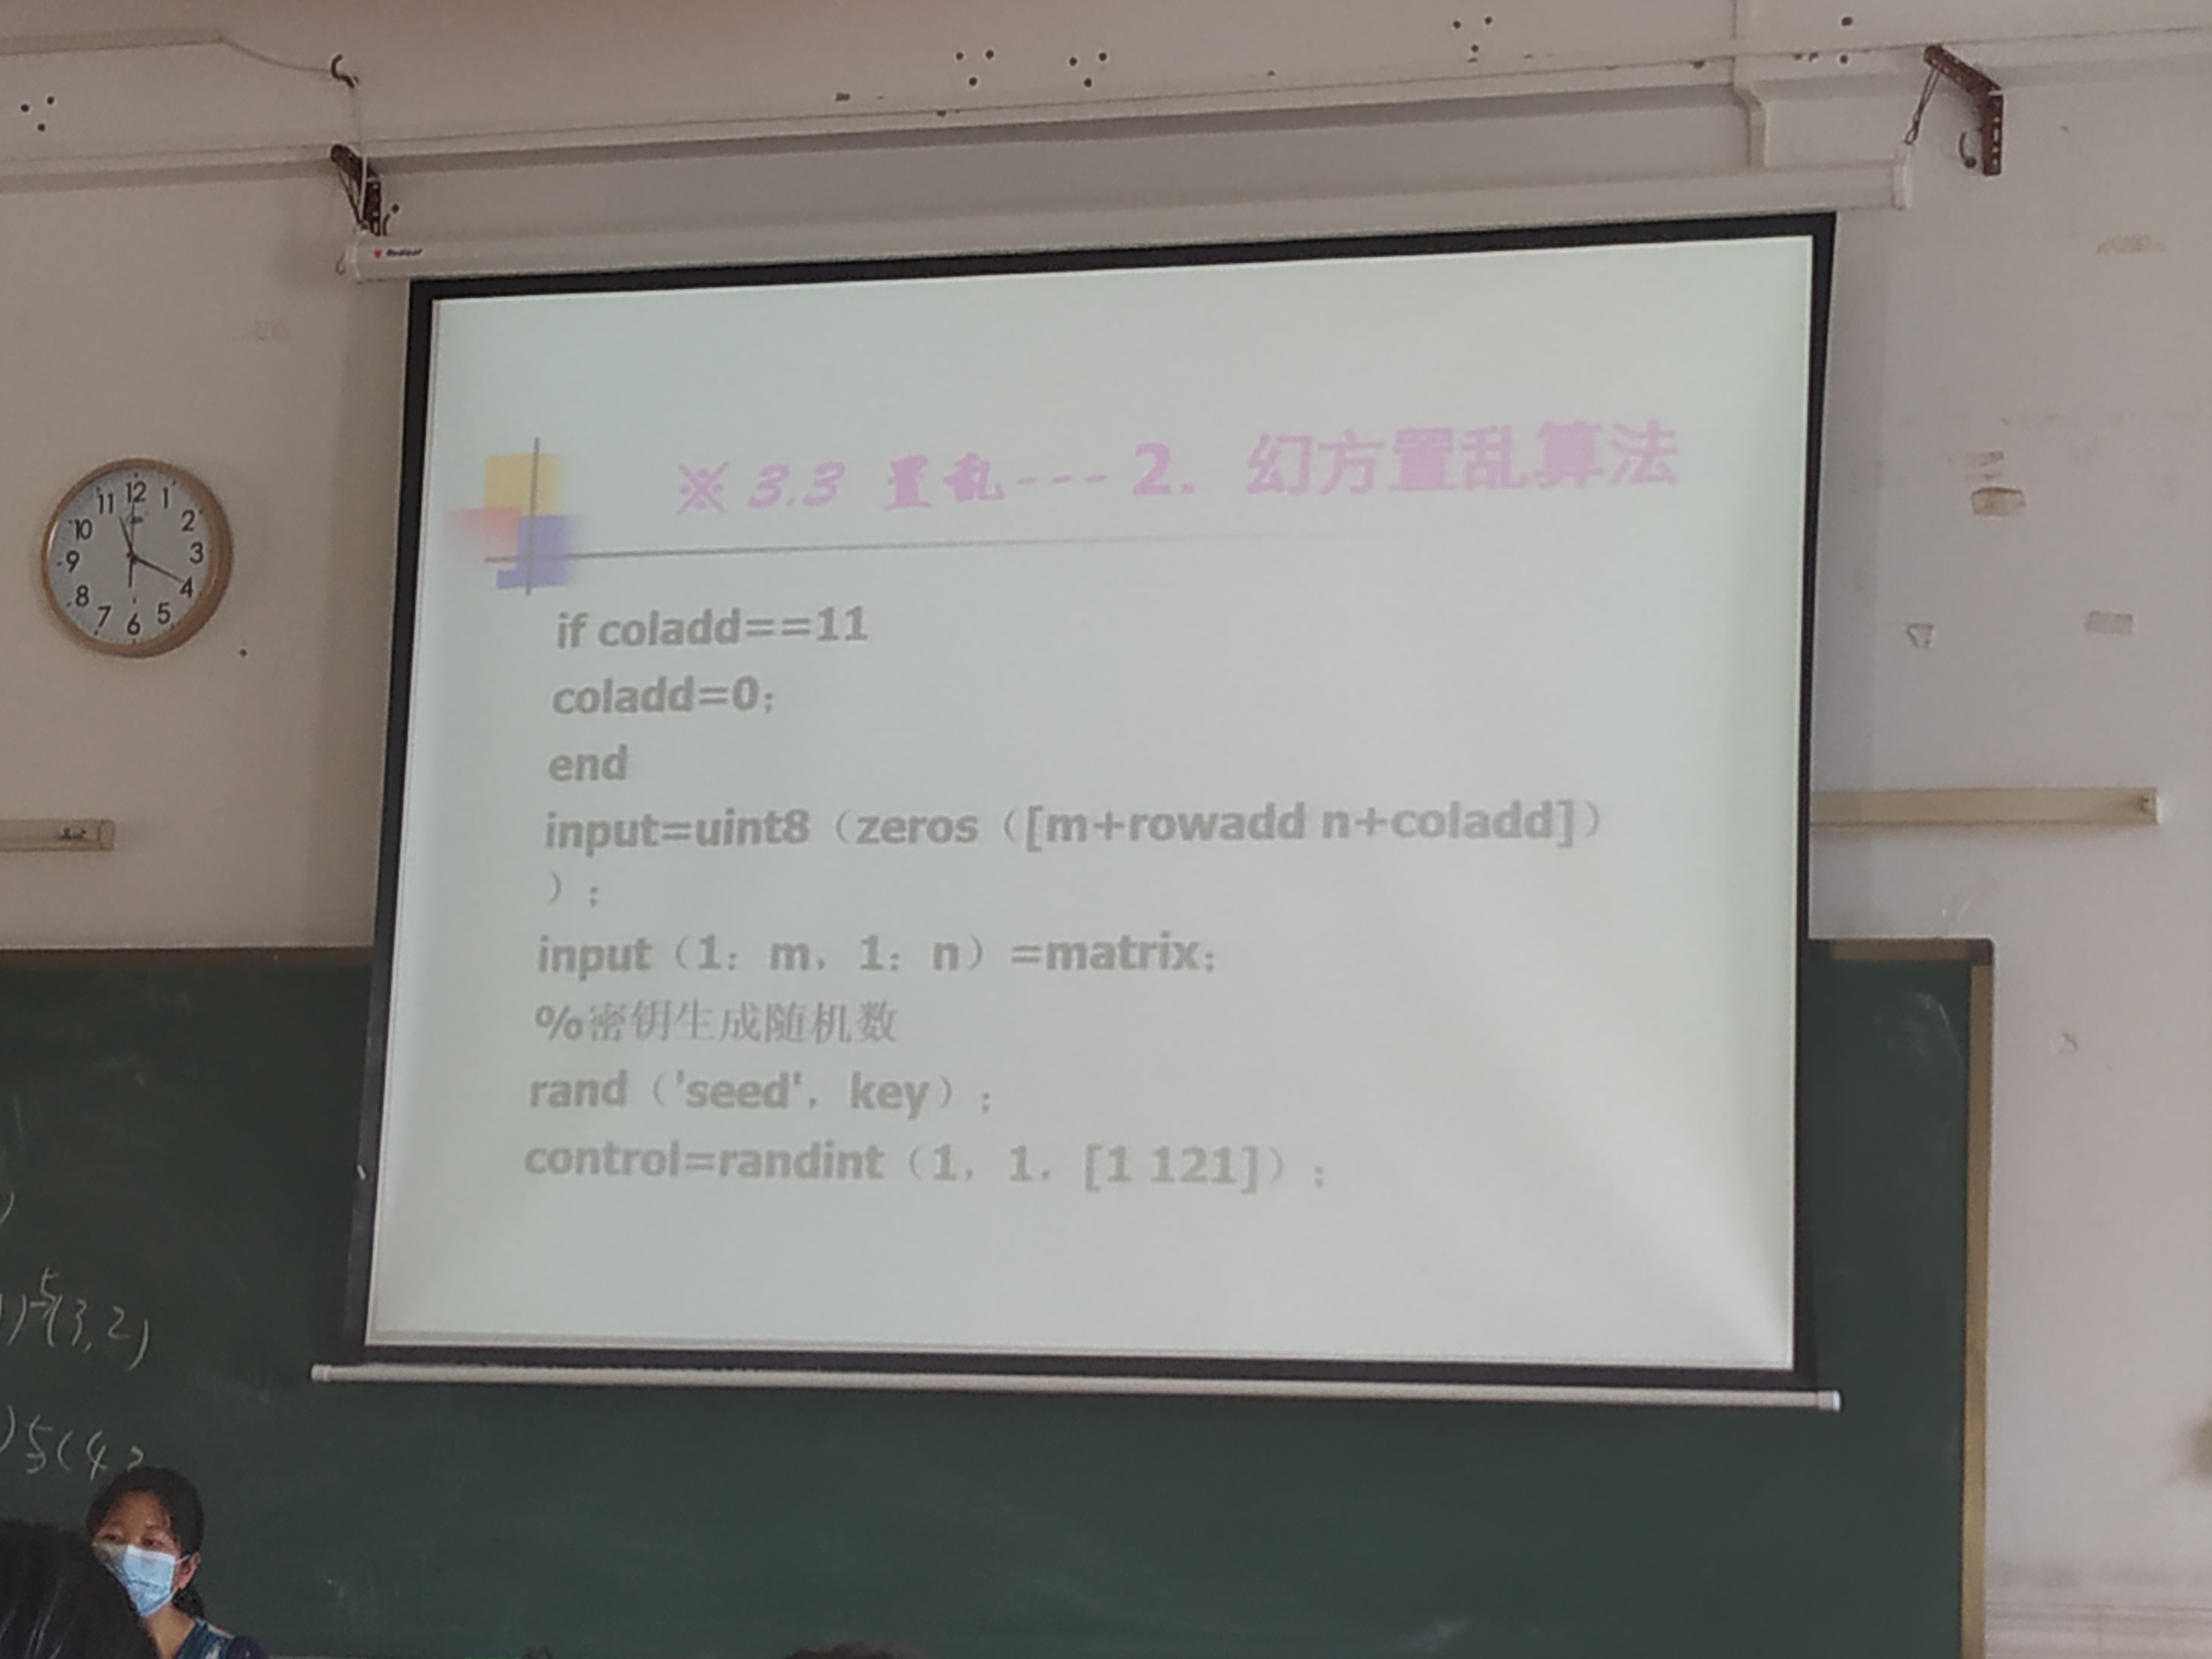 Redleaf
※ 3.3 置乱--- 2. 幻方置乱算法
11 12 1
10 2
9 3
8 4
7 6 5
if coladd==11
coladd=0；
end
input=uint8（zeros（[m+rowadd n+coladd]）
）；
input（1：m，1：n）=matrix；
%密钥生成随机数
rand（'seed'，key）；
control=randint（1，1，[1 121]）；
)5(3,2)
)5(4,